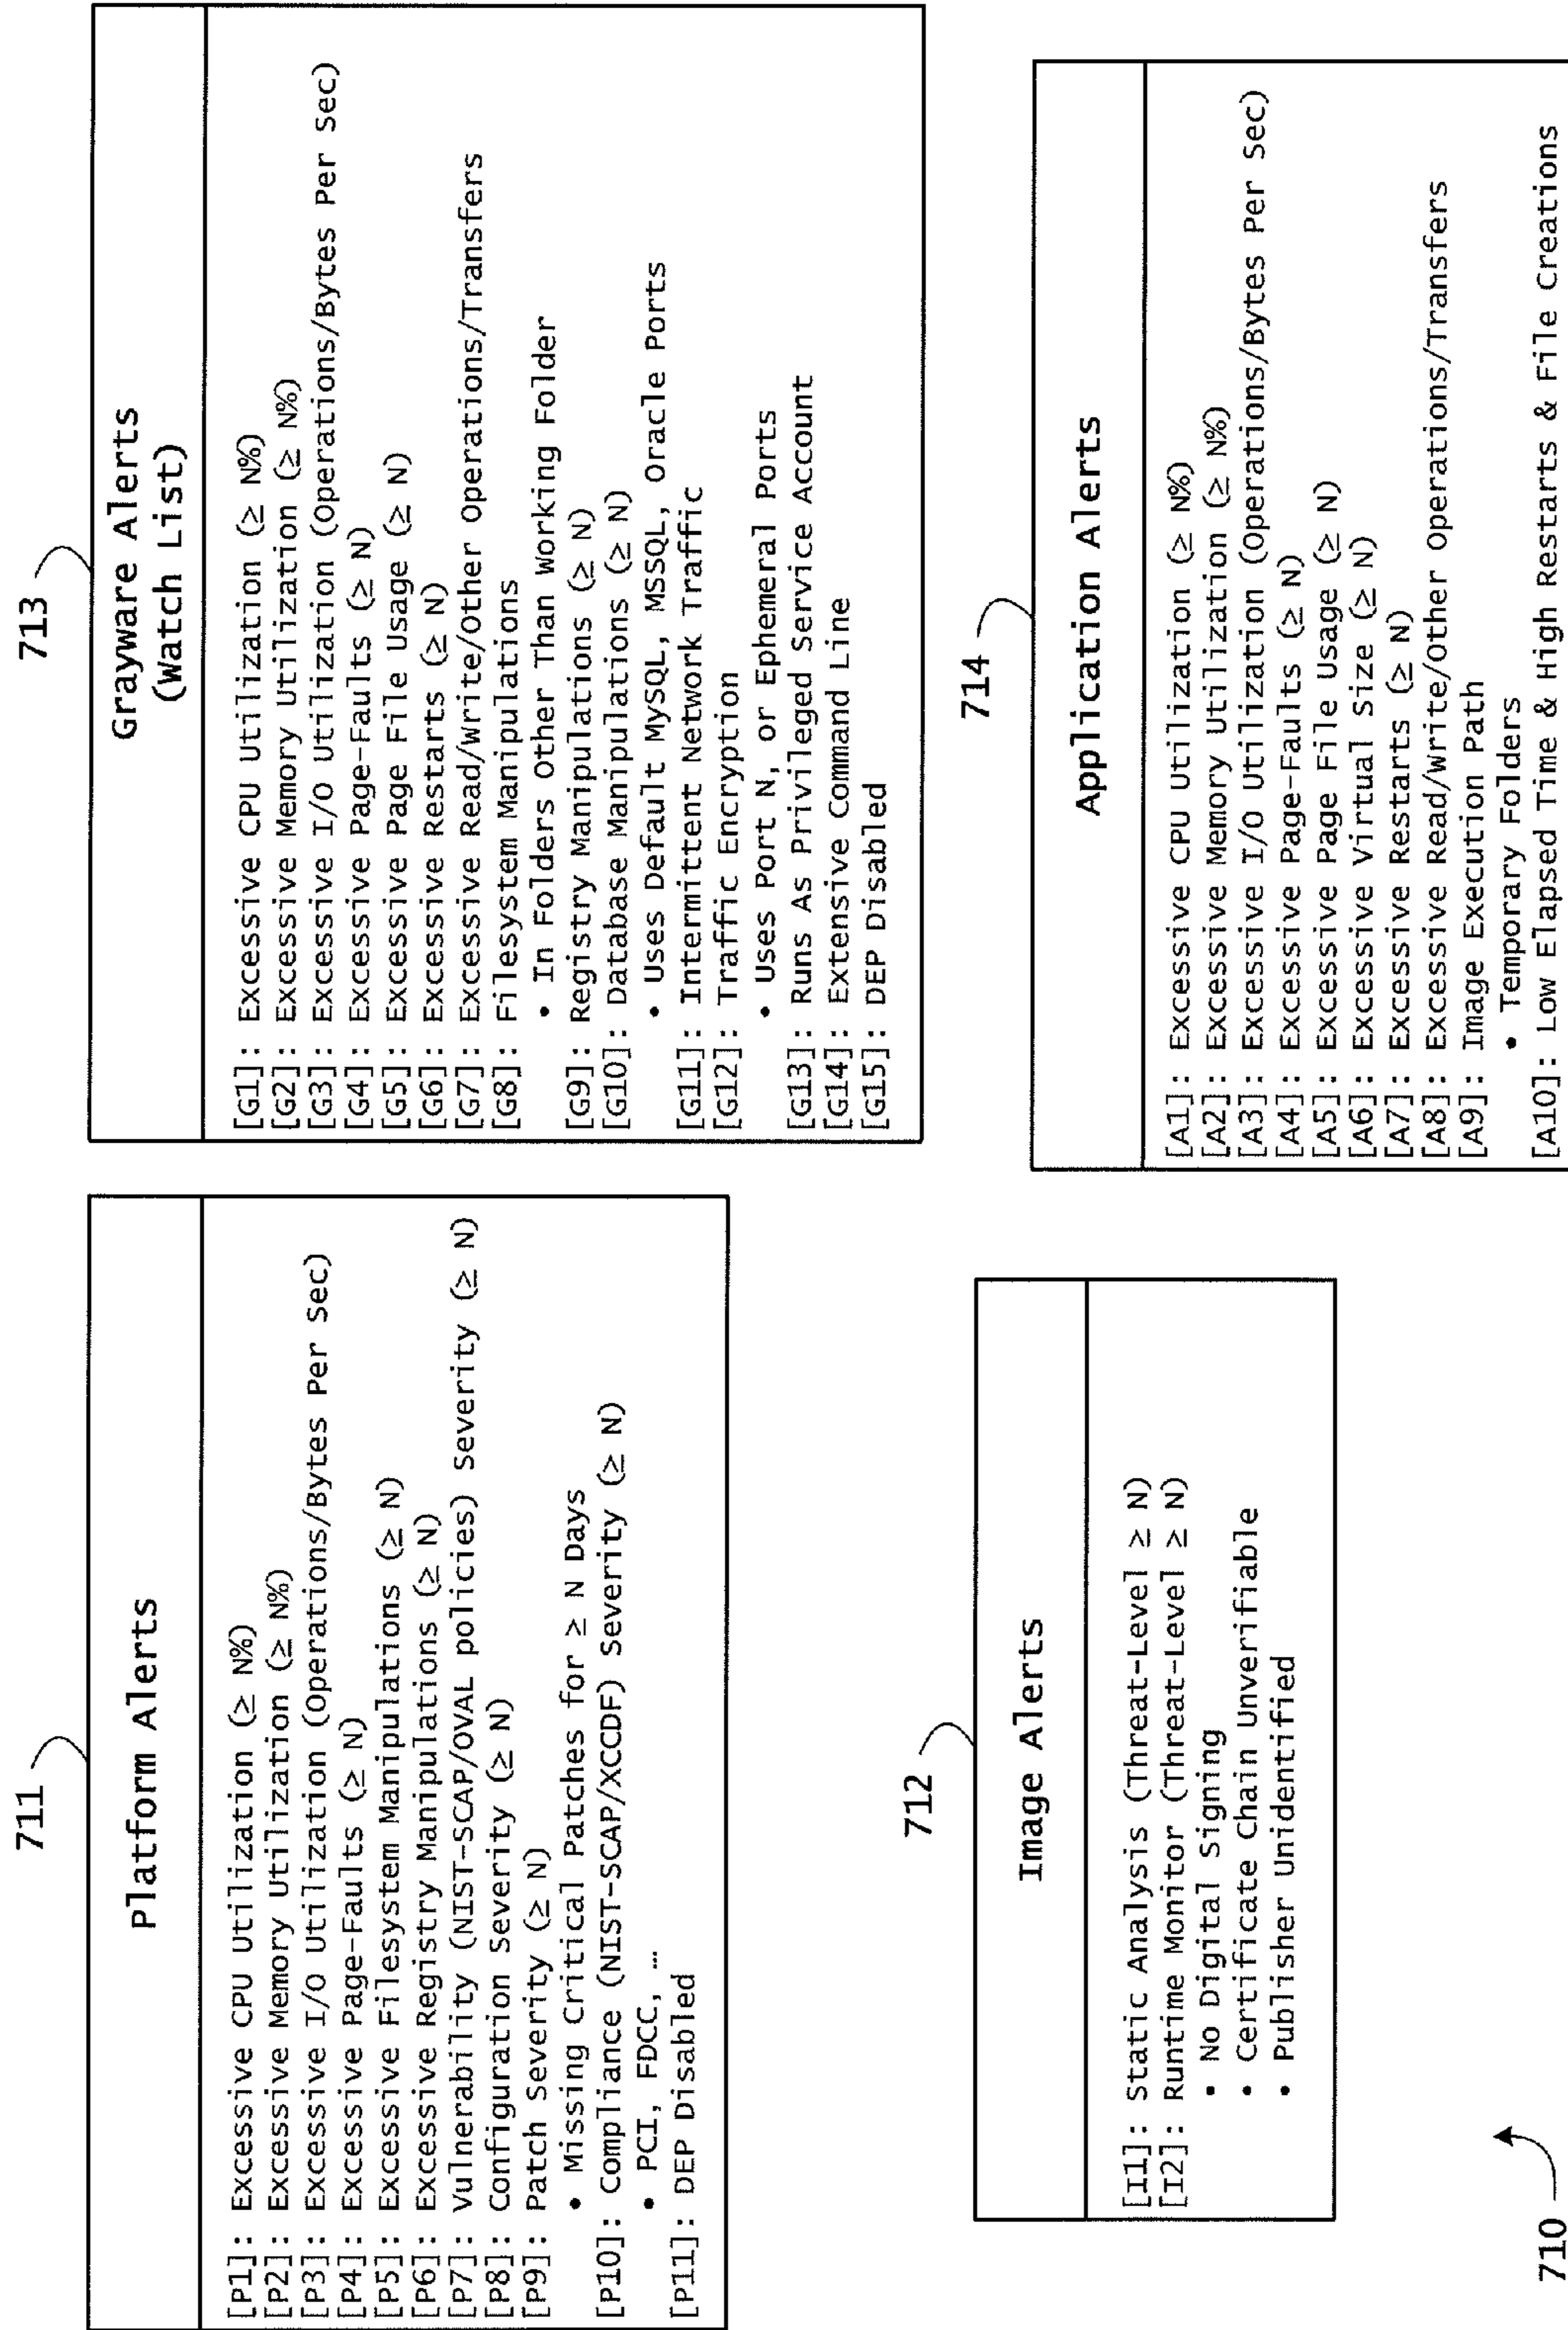 711
Platform Alerts
[P1]: Excessive CPU Utilization (≥ N%)
[P2]: Excessive Memory Utilization (≥ N%)
[P3]: Excessive I/O Utilization (Operations/Bytes Per Sec)
[P4]: Excessive Page-Faults (≥ N)
[P5]: Excessive Filesystem Manipulations (≥ N)
[P6]: Excessive Registry Manipulations (≥ N)
[P7]: Vulnerability (NIST-SCAP/OVAL policies) Severity (≥ N)
[P8]: Configuration Severity (≥ N)
[P9]: Patch Severity (≥ N)
• Missing Critical Patches for ≥ N Days
[P10]: Compliance (NIST-SCAP/XCCDF) Severity (≥ N)
• PCI, FDCC, …
[P11]: DEP Disabled
713
Grayware Alerts
(Watch List)
[G1]: Excessive CPU Utilization (≥ N%)
[G2]: Excessive Memory Utilization (≥ N%)
[G3]: Excessive I/O Utilization (Operations/Bytes Per Sec)
[G4]: Excessive Page-Faults (≥ N)
[G5]: Excessive Page File Usage (≥ N)
[G6]: Excessive Restarts (≥ N)
[G7]: Excessive Read/Write/Other Operations/Transfers
[G8]: Filesystem Manipulations
• In Folders Other Than Working Folder
[G9]: Registry Manipulations (≥ N)
[G10]: Database Manipulations (≥ N)
• Uses Default MySQL, MSSQL, Oracle Ports
[G11]: Intermittent Network Traffic
[G12]: Traffic Encryption
• Uses Port N, or Ephemeral Ports
[G13]: Runs As Privileged Service Account
[G14]: Extensive Command Line
[G15]: DEP Disabled
712
Image Alerts
[I1]: Static Analysis (Threat-Level ≥ N)
[I2]: Runtime Monitor (Threat-Level ≥ N)
• No Digital Signing
• Certificate Chain Unverifiable
• Publisher Unidentified
714
Application Alerts
[A1]: Excessive CPU Utilization (≥ N%)
[A2]: Excessive Memory Utilization (≥ N%)
[A3]: Excessive I/O Utilization (Operations/Bytes Per Sec)
[A4]: Excessive Page-Faults (≥ N)
[A5]: Excessive Page File Usage (≥ N)
[A6]: Excessive Virtual Size (≥ N)
[A7]: Excessive Restarts (≥ N)
[A8]: Excessive Read/Write/Other Operations/Transfers
[A9]: Image Execution Path
• Temporary Folders
[A10]: Low Elapsed Time & High Restarts & File Creations
710